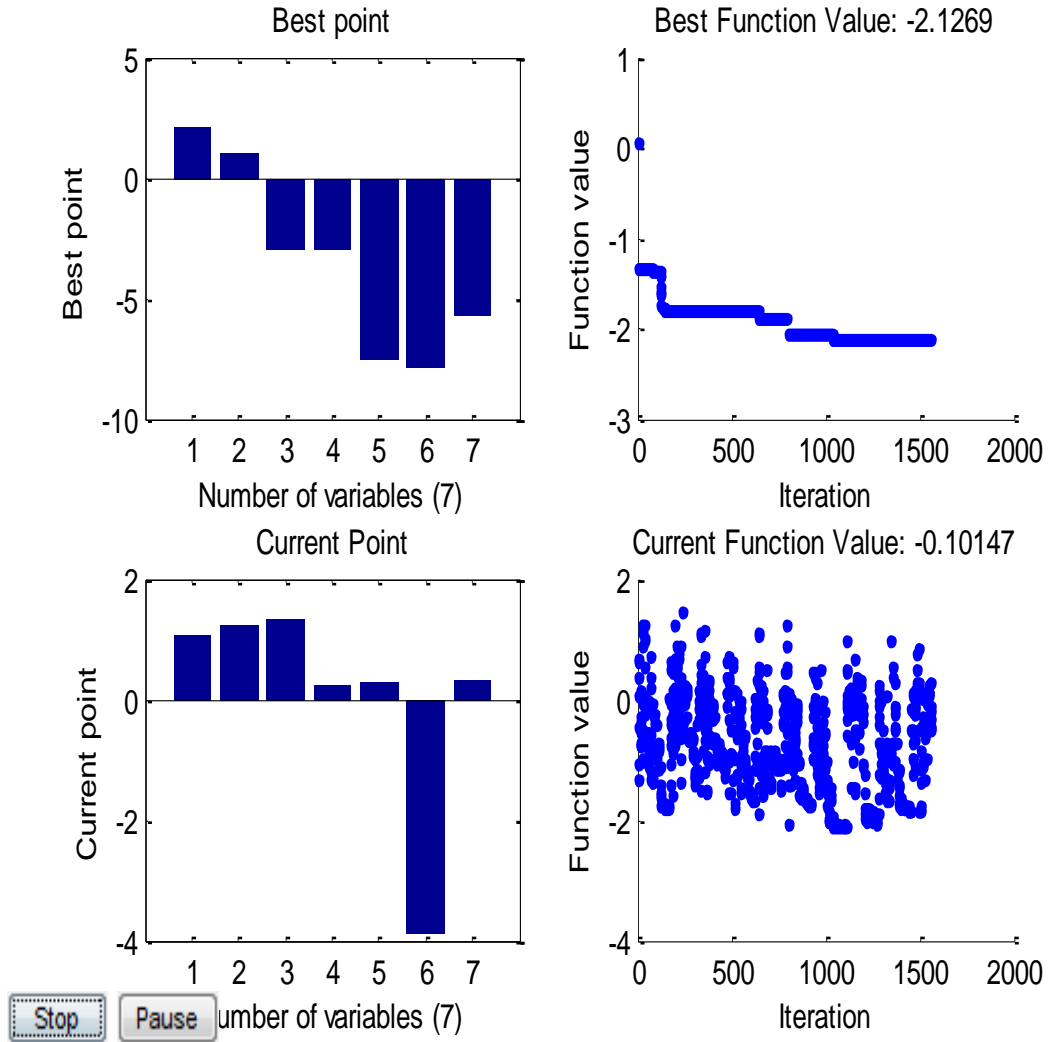 Best point
5
0
-5
-10
Best point
1 2 3 4 5 6 7
Number of variables (7)
Best Function Value: -2.1269
1
0
-1
-2
-3
Function value
0 500 1000 1500 2000
Iteration
Current Point
2
0
-2
-4
Current point
1 2 3 4 5 6 7
umber of variables (7)
Current Function Value: -0.10147
2
0
-2
-4
Function value
0 500 1000 1500 2000
Iteration
Stop
Pause